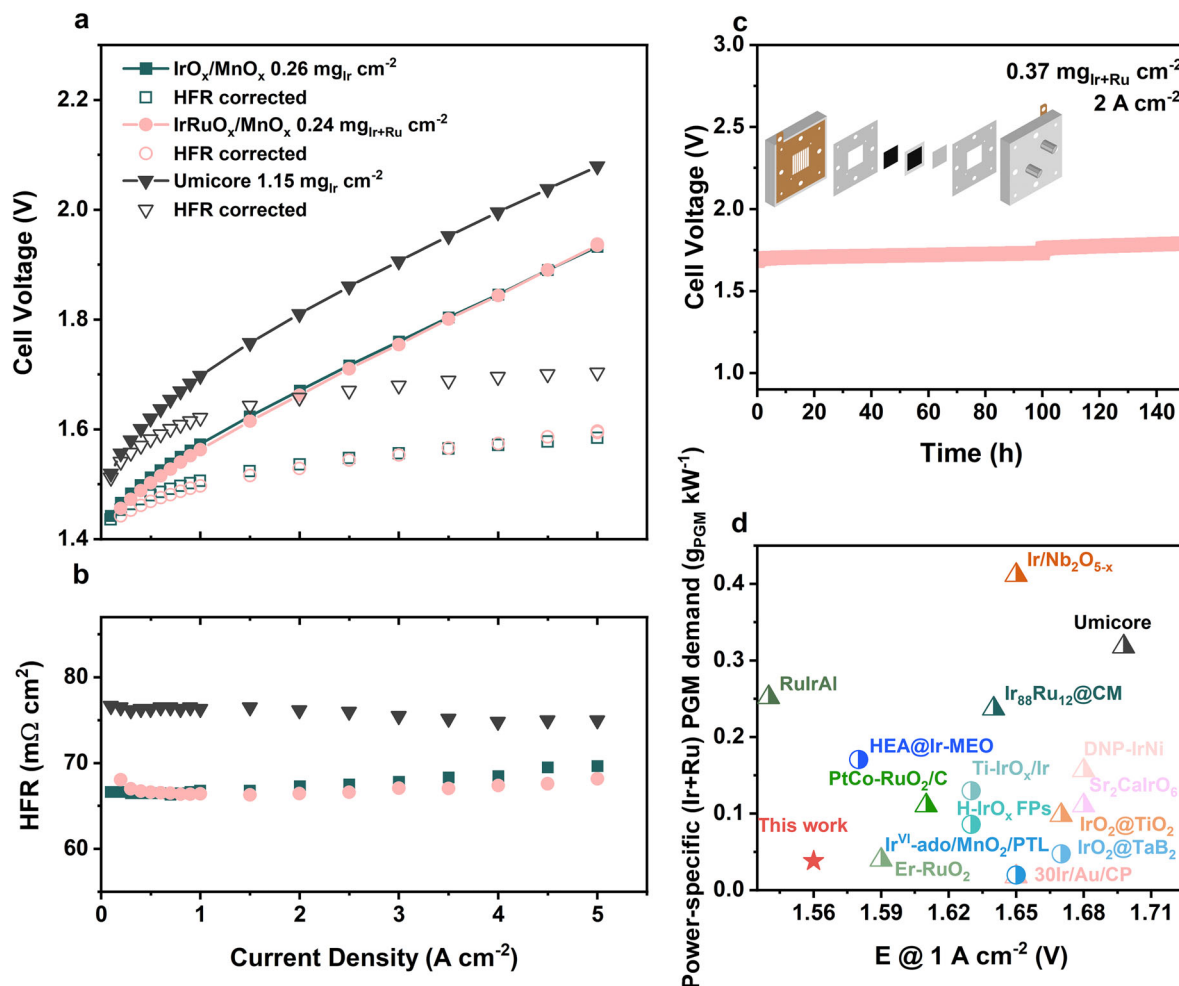 a
IrOₓ/MnOₓ 0.26 mg_Ir cm⁻²
HFR corrected
IrRuOₓ/MnOₓ 0.24 mg_Ir+Ru cm⁻²
HFR corrected
Umicore 1.15 mg_Ir cm⁻²
HFR corrected
2.2
2.0
1.8
1.6
1.4
Cell Voltage (V)
b
80
70
60
HFR (mΩ cm²)
0
1
2
3
4
5
Current Density (A cm⁻²)
c
0.37 mg_Ir+Ru cm⁻²
2 A cm⁻²
3.0
2.5
2.0
1.5
1.0
Cell Voltage (V)
0
20
40
60
80
100
120
140
Time (h)
d
Power-specific (Ir+Ru) PGM demand (g_PGM kW⁻¹)
0.4
0.3
0.2
0.1
0.0
Ir/Nb₂O₅₋ₓ
Umicore
RuIrAl
Ir₈₈Ru₁₂@CM
HEA@Ir-MEO
DNP-IrNi
Ti-IrOₓ/Ir
PtCo-RuO₂/C
Sr₂CaIrO₆
H-IrOₓ FPs
IrO₂@TiO₂
This work
Ir^VI-ado/MnO₂/PTL
IrO₂@TaB₂
Er-RuO₂
30Ir/Au/CP
1.56
1.59
1.62
1.65
1.68
1.71
E @ 1 A cm⁻² (V)